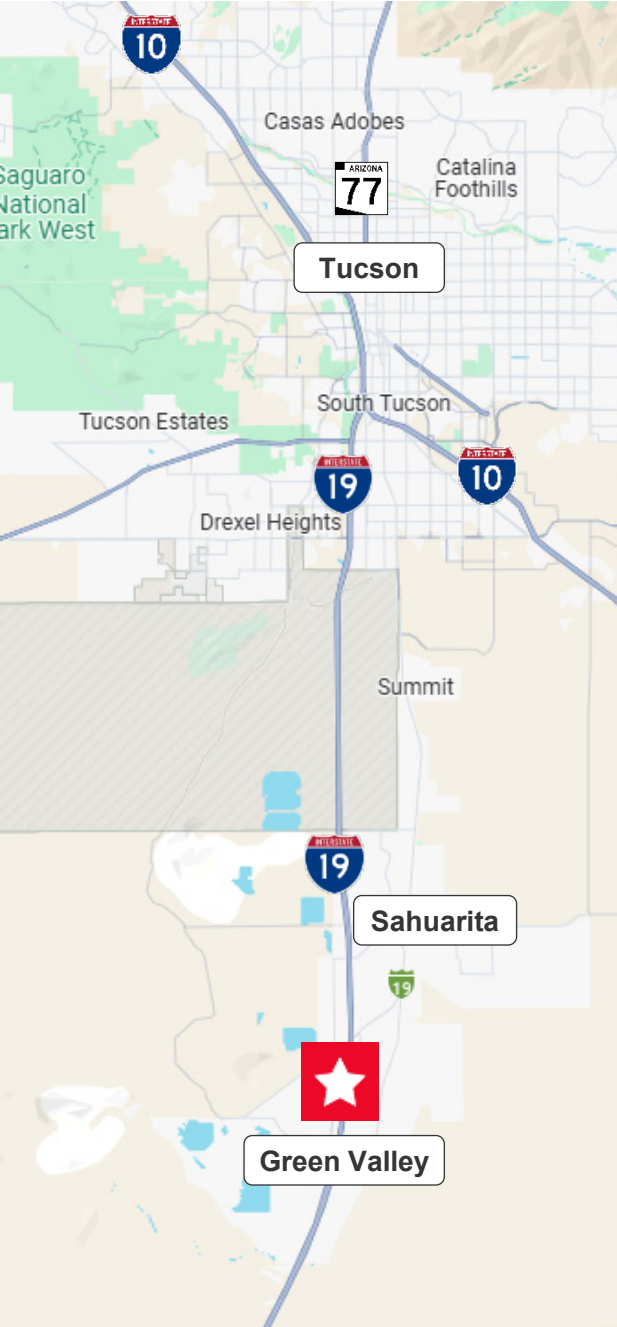 INTERSTATE
10
Casas Adobes
ARIZONA
77
Catalina
Foothills
Saguaro
National
ark West
Tucson
South Tucson
Tucson Estates
INTERSTATE
19
INTERSTATE
10
Drexel Heights
Summit
INTERSTATE
19
Sahuarita
19
Green Valley